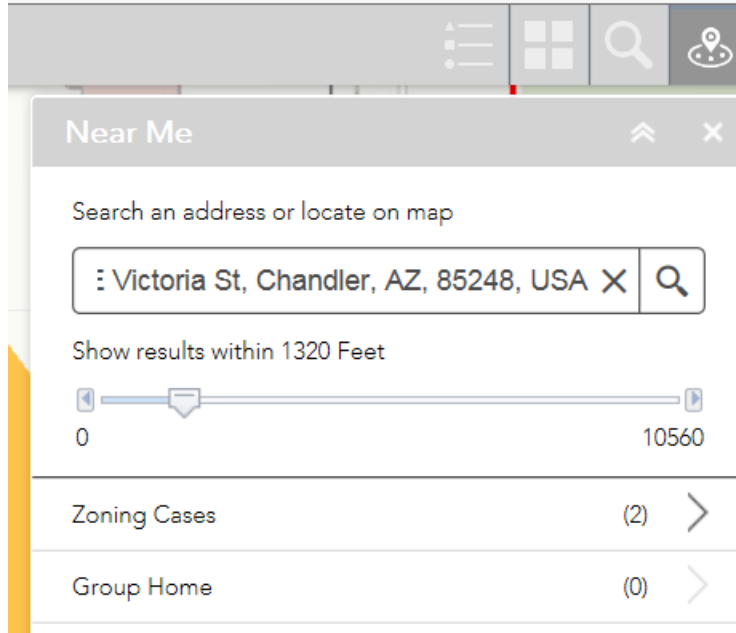 Near Me
Search an address or locate on map
E Victoria St, Chandler, AZ, 85248, USA
Show results within 1320 Feet
0 10560
Zoning Cases (2)
Group Home (0)